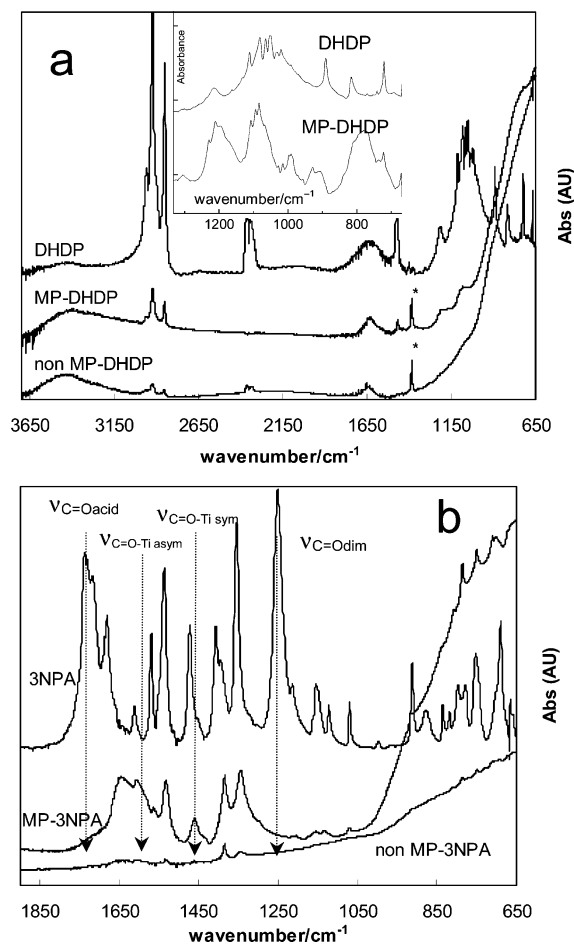 a
Absorbance
DHDP
MP-DHDP
wavenumber/cm⁻¹
1200 1000 800
DHDP
MP-DHDP
*
*
non MP-DHDP
Abs (AU)
3650 3150 2650 2150 1650 1150 650
wavenumber/cm⁻¹
b
νC=Oacid
νC=O-Ti sym
νC=O-Ti asym
νC=Odim
3NPA
MP-3NPA
non MP-3NPA
Abs (AU)
1850 1650 1450 1250 1050 850 650
wavenumber/cm⁻¹